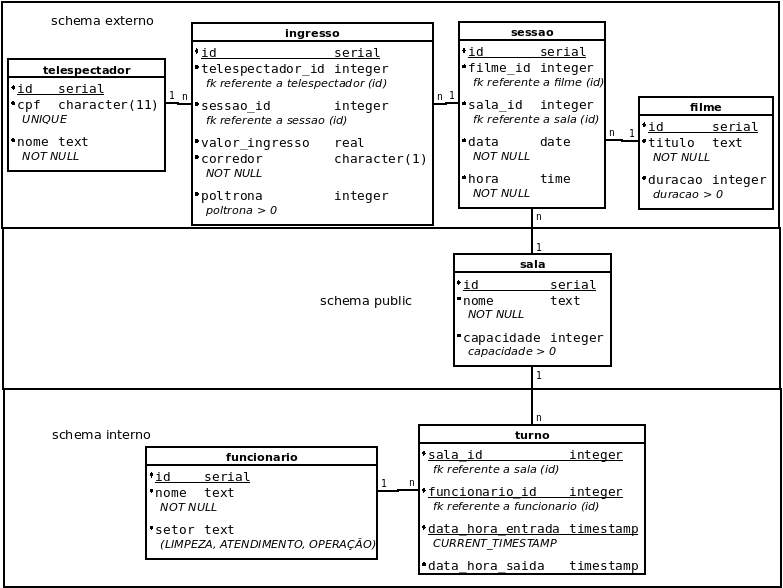 schema externo
telespectador
id serial
cpf character(11)
UNIQUE
nome text
NOT NULL
1 n
ingresso
id serial
telespectador_id integer
fk referente a telespectador (id)
sessao_id integer
fk referente a sessao (id)
valor_ingresso real
corredor character(1)
NOT NULL
poltrona integer
poltrona > 0
n 1
sessao
id serial
filme_id integer
fk referente a filme (id)
sala_id integer
fk referente a sala (id)
data date
NOT NULL
hora time
NOT NULL
n 1
filme
id serial
titulo text
NOT NULL
duracao integer
duracao > 0
n
1
schema public
sala
id serial
nome text
NOT NULL
capacidade integer
capacidade > 0
1
n
schema interno
funcionario
id serial
nome text
NOT NULL
setor text
(LIMPEZA, ATENDIMENTO, OPERAÇÃO)
1 n
turno
sala_id integer
fk referente a sala (id)
funcionario_id integer
fk referente a funcionario (id)
data_hora_entrada timestamp
CURRENT_TIMESTAMP
data_hora_saida timestamp